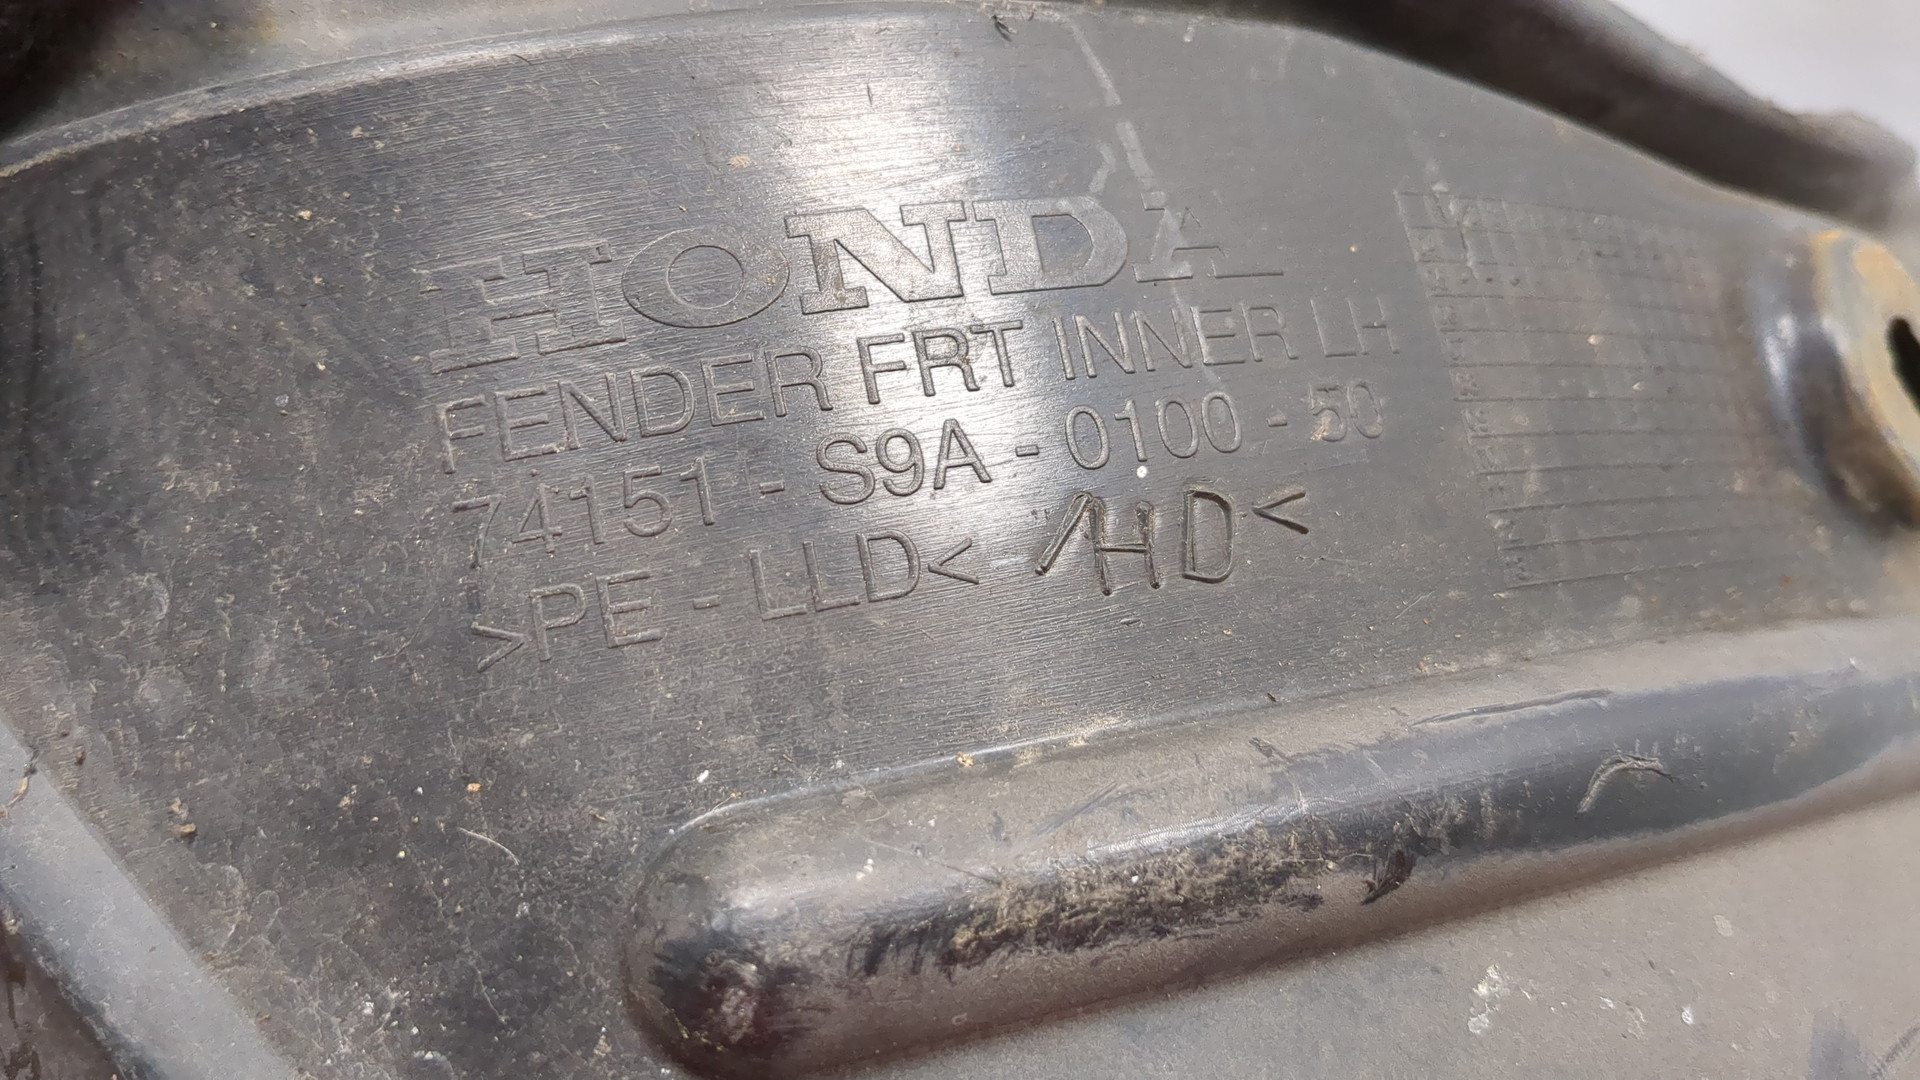 HONDA
FENDER FRT INNER LH
74151 - S9A - 0100 - 50
>PE - LLD< /HD<